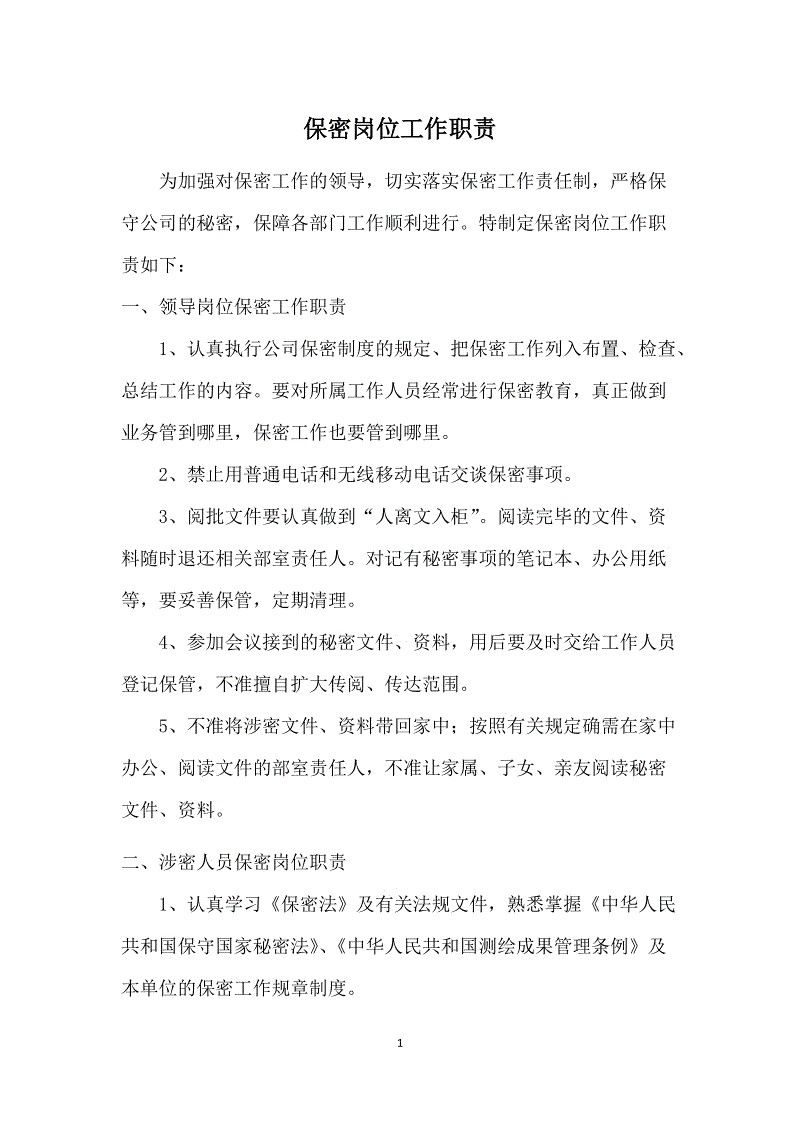 保密岗位工作职责
为加强对保密工作的领导，切实落实保密工作责任制，严格保
守公司的秘密，保障各部门工作顺利进行。特制定保密岗位工作职
责如下：
一、领导岗位保密工作职责
1、认真执行公司保密制度的规定、把保密工作列入布置、检查、
总结工作的内容。要对所属工作人员经常进行保密教育，真正做到
业务管到哪里，保密工作也要管到哪里。
2、禁止用普通电话和无线移动电话交谈保密事项。
3、阅批文件要认真做到“人离文入柜”。阅读完毕的文件、资
料随时退还相关部室责任人。对记有秘密事项的笔记本、办公用纸
等，要妥善保管，定期清理。
4、参加会议接到的秘密文件、资料，用后要及时交给工作人员
登记保管，不准擅自扩大传阅、传达范围。
5、不准将涉密文件、资料带回家中；按照有关规定确需在家中
办公、阅读文件的部室责任人，不准让家属、子女、亲友阅读秘密
文件、资料。
二、涉密人员保密岗位职责
1、认真学习《保密法》及有关法规文件，熟悉掌握《中华人民
共和国保守国家秘密法》、《中华人民共和国测绘成果管理条例》及
本单位的保密工作规章制度。
1